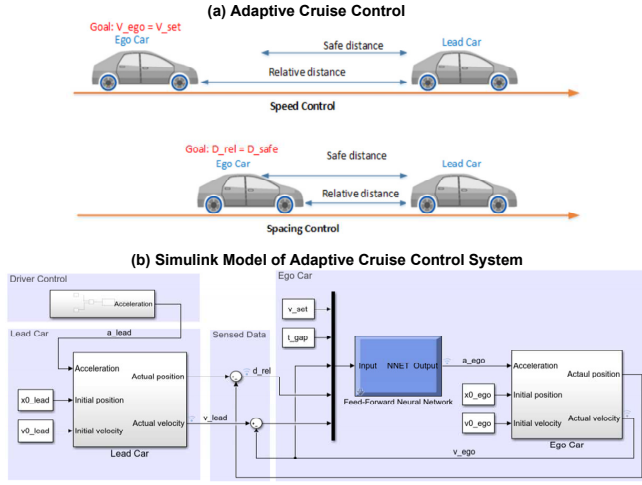 (a) Adaptive Cruise Control
Goal: V_ego = V_set
Ego Car
Safe distance
Lead Car
Relative distance
Speed Control
Goal: D_rel = D_safe
Ego Car
Safe distance
Lead Car
Relative distance
Spacing Control
(b) Simulink Model of Adaptive Cruise Control System
Driver Control
Acceleration
a_lead
Lead Car
Acceleration
x0_lead
Initial position
v0_lead
Initial velocity
Actual position
Actual velocity
Lead Car
Sensed Data
d_rel
v_lead
Ego Car
v_set
t_gap
Input
NNET Output
Feed-Forward Neural Network
a_ego
Acceleration
x0_ego
Initial position
v0_ego
Initial velocity
Actaul position
Actual velocity
Ego Car
v_ego